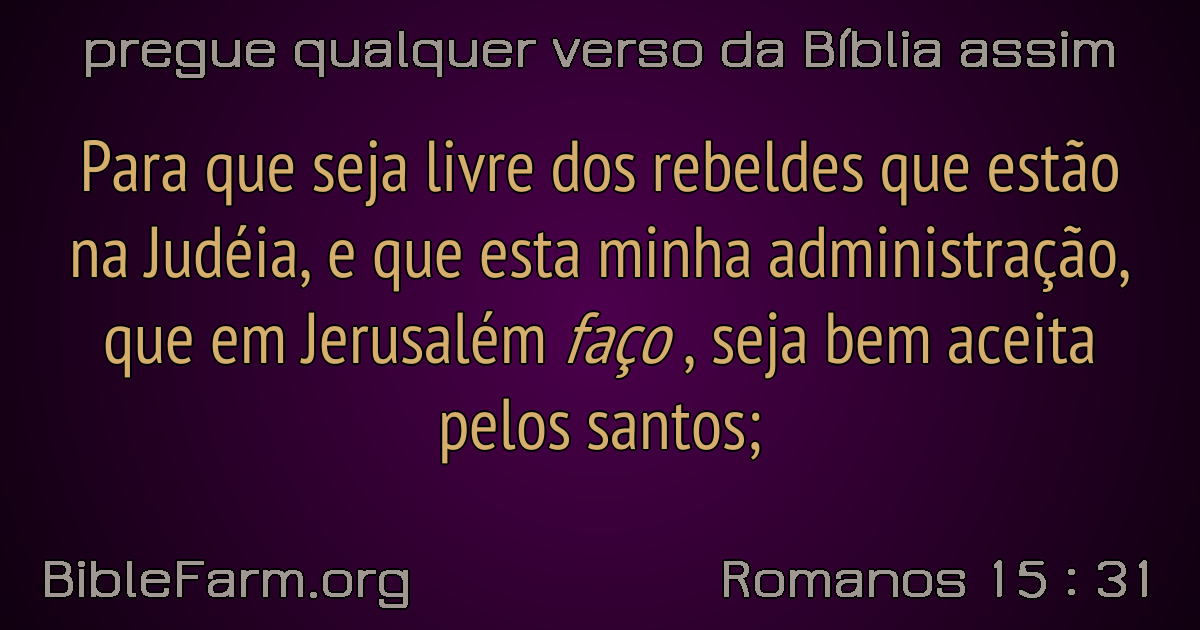 pregue qualquer verso da Bíblia assim
Para que seja livre dos rebeldes que estão
na Judéia, e que esta minha administração,
que em Jerusalém faço , seja bem aceita
pelos santos;
BibleFarm.org
Romanos 15 : 31